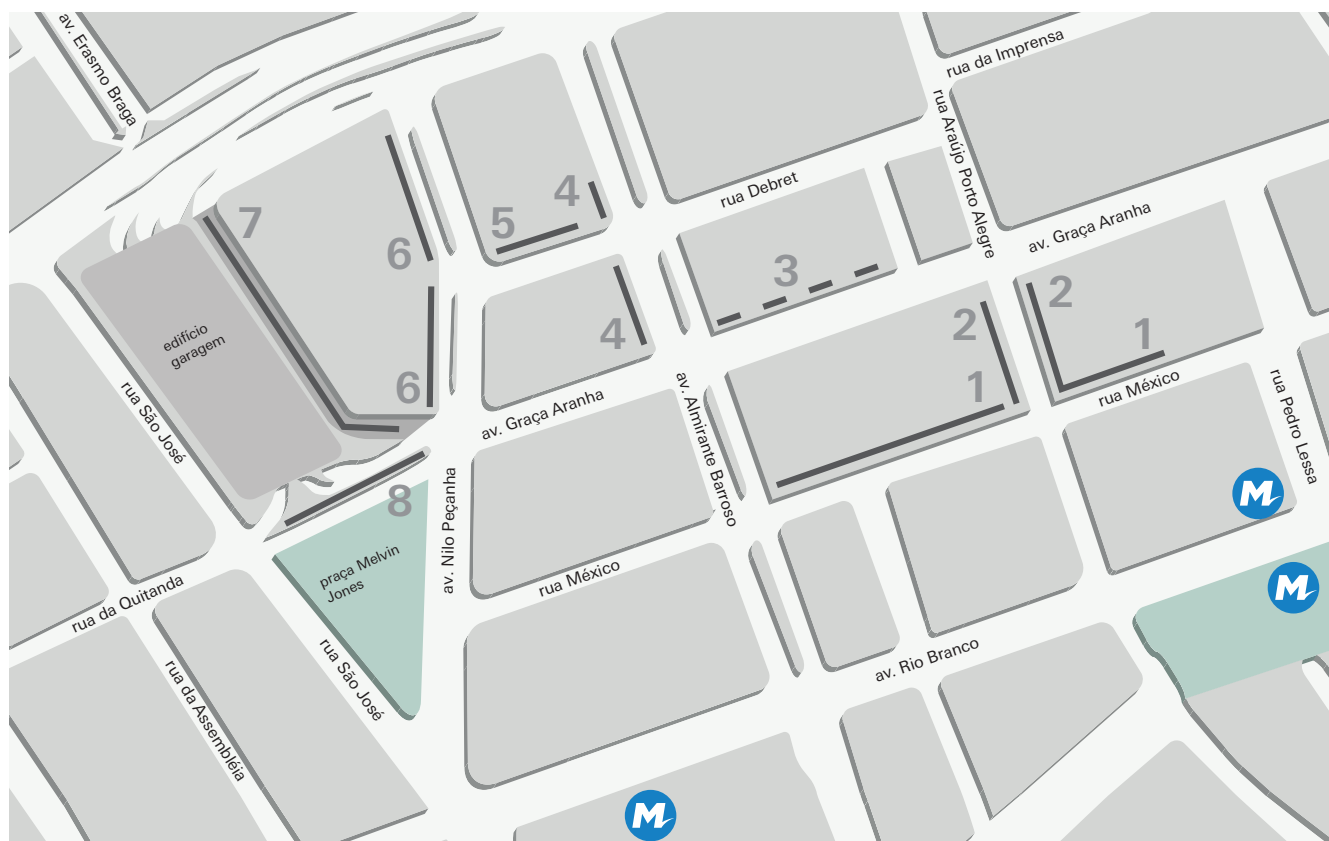 av. Erasmo Braga
rua da Imprensa
rua Araújo Porto Alegre
rua Debret
4
5
7
6
av. Graça Aranha
3
2
2
4
1
1
edifício
garagem
6
rua México
rua São José
av. Graça Aranha
av. Almirante Barroso
rua Pedro Lessa
8
M
av. Nilo Peçanha
praça Melvin
Jones
rua México
M
rua da Quitanda
rua São José
av. Rio Branco
rua da Assembléia
M